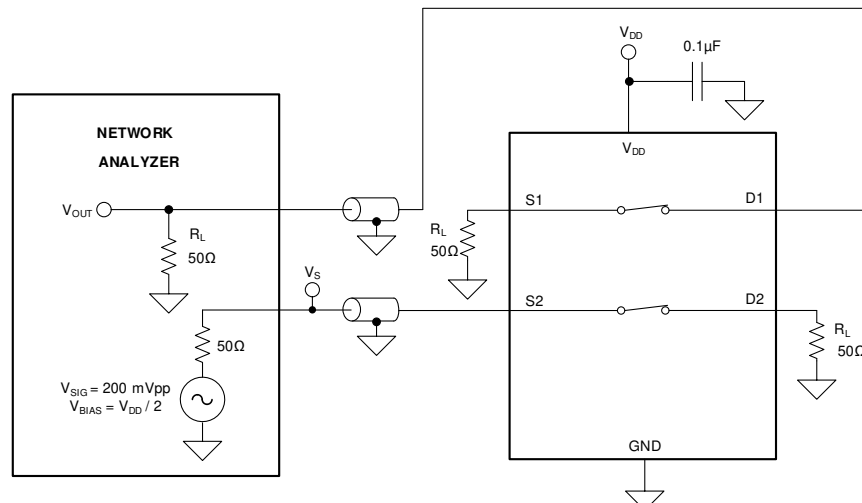 V_DD
0.1µF
NETWORK
ANALYZER
V_DD
V_OUT
S1
D1
R_L
50Ω
R_L
50Ω
V_S
S2
D2
50Ω
R_L
50Ω
V_SIG = 200 mVpp
V_BIAS = V_DD / 2
GND